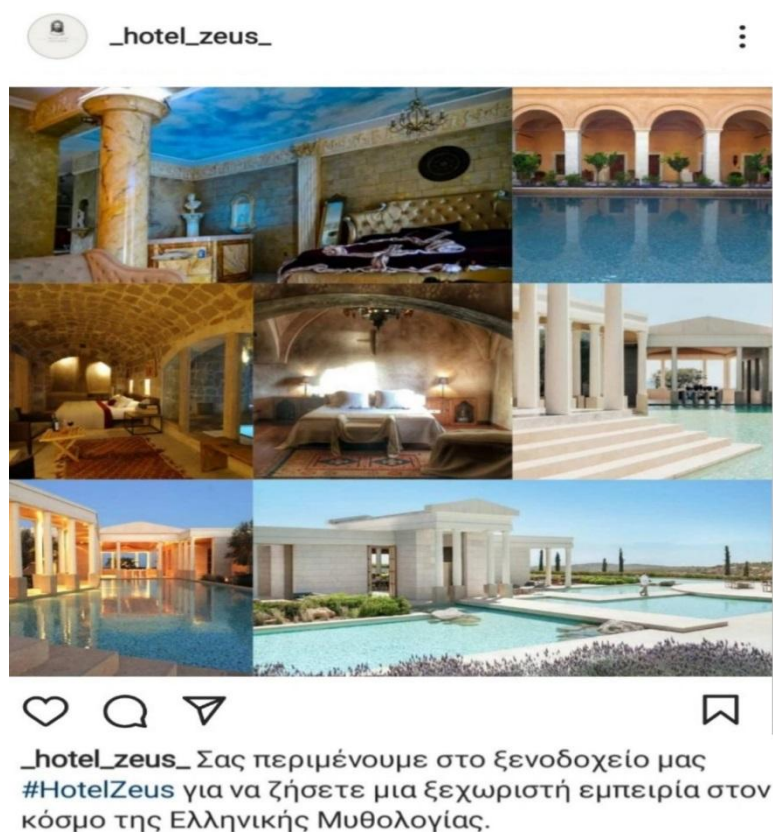 _hotel_zeus_
_hotel_zeus_ Σας περιμένουμε στο ξενοδοχείο μας
#HotelZeus για να ζήσετε μια ξεχωριστή εμπειρία στον
κόσμο της Ελληνικής Μυθολογίας.